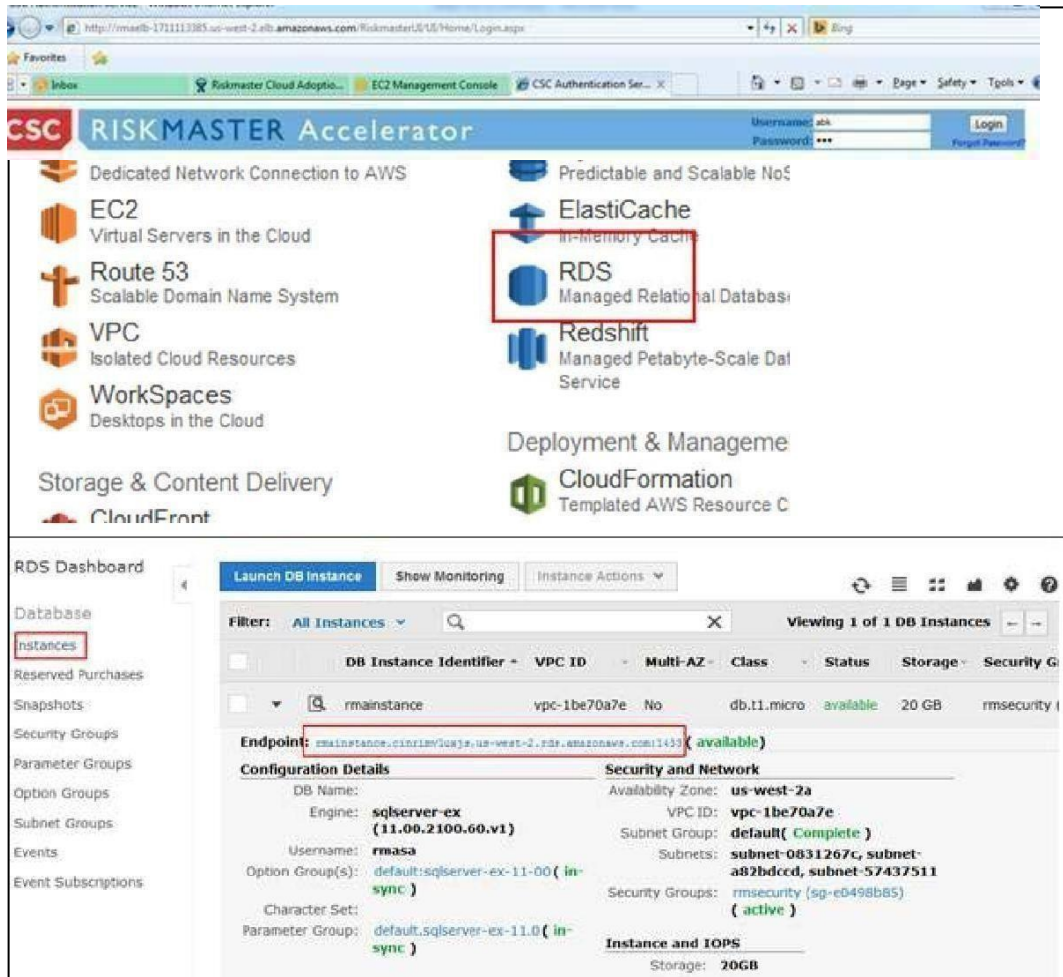 http://rmaelb-1711113385.us-west-2.elb.amazonaws.com/RiskmasterUI/UI/Home/Login.aspx
Bing
Favorites
Inbox
Riskmaster Cloud Adoptio...
EC2 Management Console
CSC Authentication Ser...
Page
Safety
Tools
CSC
RISKMASTER Accelerator
Username: abk
Login
Password: •••
Forgot Password?
Dedicated Network Connection to AWS
Predictable and Scalable NoS
EC2
Virtual Servers in the Cloud
ElastiCache
In-Memory Cache
Route 53
Scalable Domain Name System
RDS
Managed Relational Database
VPC
Isolated Cloud Resources
Redshift
Managed Petabyte-Scale Dat
Service
WorkSpaces
Desktops in the Cloud
Deployment & Manageme
Storage & Content Delivery
CloudFormation
Templated AWS Resource C
CloudFront
RDS Dashboard
Database
Instances
Reserved Purchases
Snapshots
Security Groups
Parameter Groups
Option Groups
Subnet Groups
Events
Event Subscriptions
Launch DB Instance
Show Monitoring
Instance Actions
Filter: All Instances
Viewing 1 of 1 DB Instances
DB Instance Identifier VPC ID Multi-AZ Class Status Storage Security G
rmainstance vpc-1be70a7e No db.t1.micro available 20 GB rmsecurity (
Endpoint: ( available)
Configuration Details
DB Name:
Engine: sqlserver-ex
(11.00.2100.60.v1)
Username: rmasa
Option Group(s): default:sqlserver-ex-11-00 ( in-
sync )
Character Set:
Parameter Group: default.sqlserver-ex-11.0 ( in-
sync )
Security and Network
Availability Zone: us-west-2a
VPC ID: vpc-1be70a7e
Subnet Group: default( Complete )
Subnets: subnet-0831267c, subnet-
a82bdccd, subnet-57437511
Security Groups: rmsecurity (sg-e0498b85)
( active )
Instance and IOPS
Storage: 20GB